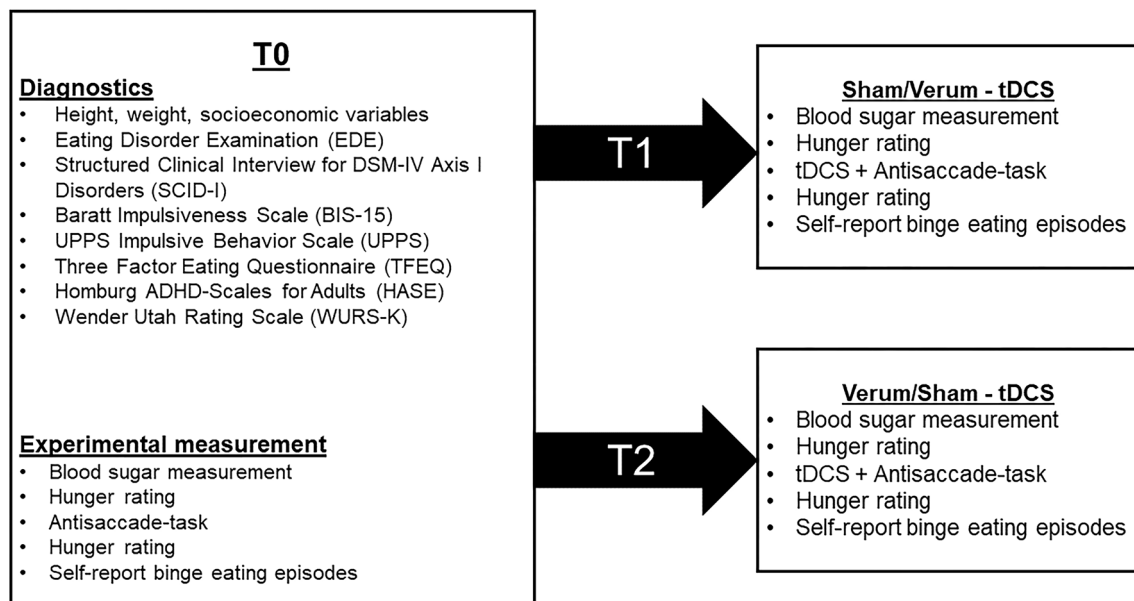 T0
Diagnostics
• Height, weight, socioeconomic variables
• Eating Disorder Examination (EDE)
• Structured Clinical Interview for DSM-IV Axis I
Disorders (SCID-I)
• Baratt Impulsiveness Scale (BIS-15)
• UPPS Impulsive Behavior Scale (UPPS)
• Three Factor Eating Questionnaire (TFEQ)
• Homburg ADHD-Scales for Adults (HASE)
• Wender Utah Rating Scale (WURS-K)
Experimental measurement
• Blood sugar measurement
• Hunger rating
• Antisaccade-task
• Hunger rating
• Self-report binge eating episodes
T1
Sham/Verum - tDCS
• Blood sugar measurement
• Hunger rating
• tDCS + Antisaccade-task
• Hunger rating
• Self-report binge eating episodes
T2
Verum/Sham - tDCS
• Blood sugar measurement
• Hunger rating
• tDCS + Antisaccade-task
• Hunger rating
• Self-report binge eating episodes